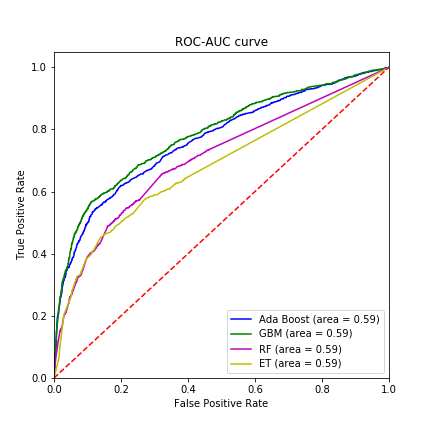 ROC-AUC curve
True Positive Rate
1.0
0.8
0.6
0.4
0.2
0.0
0.0 0.2 0.4 0.6 0.8 1.0
False Positive Rate
Ada Boost (area = 0.59)
GBM (area = 0.59)
RF (area = 0.59)
ET (area = 0.59)